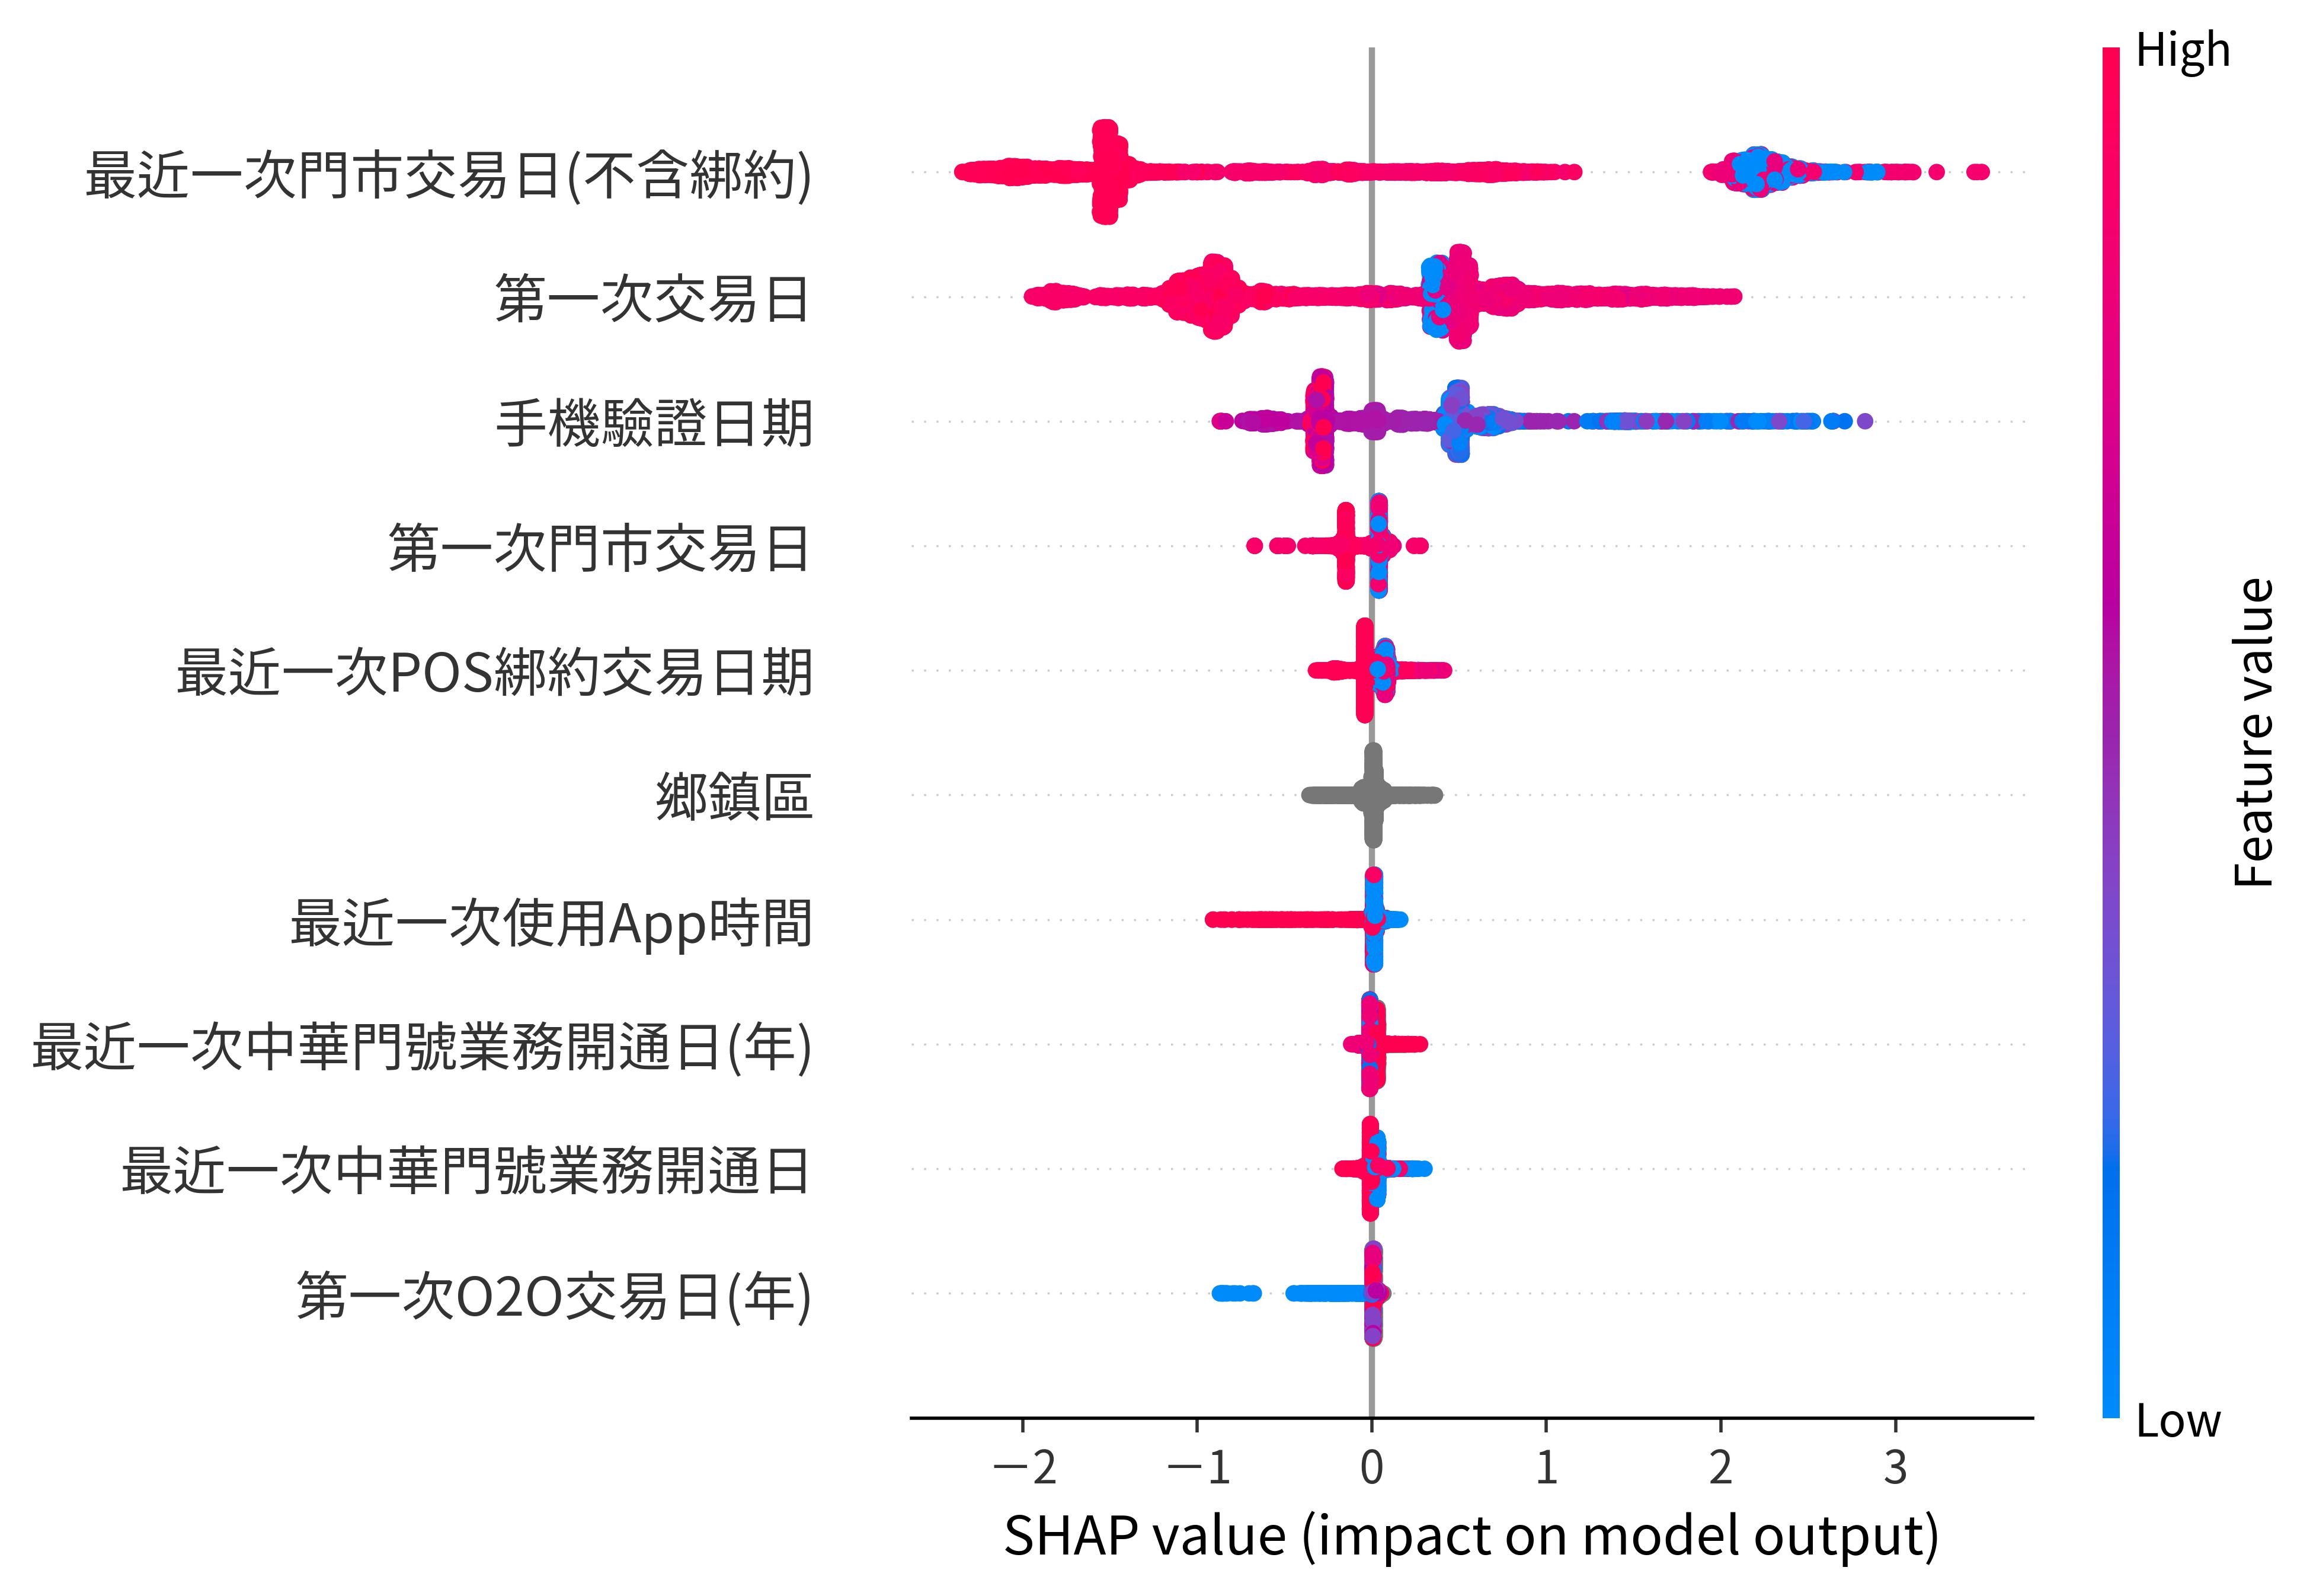 High
最近一次門市交易日(不含綁約)
第一次交易日
手機驗證日期
第一次門市交易日
最近一次POS綁約交易日期
鄉鎮區
最近一次使用App時間
最近一次中華門號業務開通日(年)
最近一次中華門號業務開通日
第一次O2O交易日(年)
Feature value
Low
−2 −1 0 1 2 3
SHAP value (impact on model output)